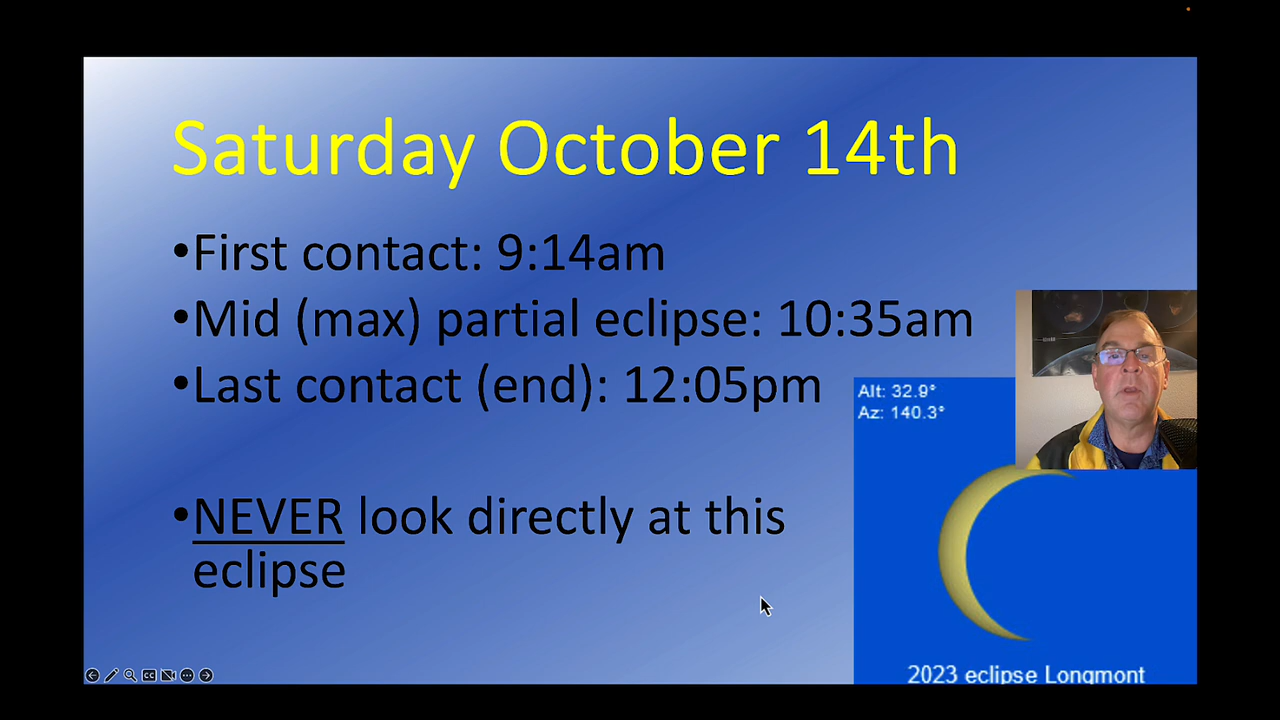 Saturday October 14th
•First contact: 9:14am
•Mid (max) partial eclipse: 10:35am
•Last contact (end): 12:05pm
•NEVER look directly at this
eclipse
Alt: 32.9°
Az: 140.3°
2023 eclipse Longmont
CC